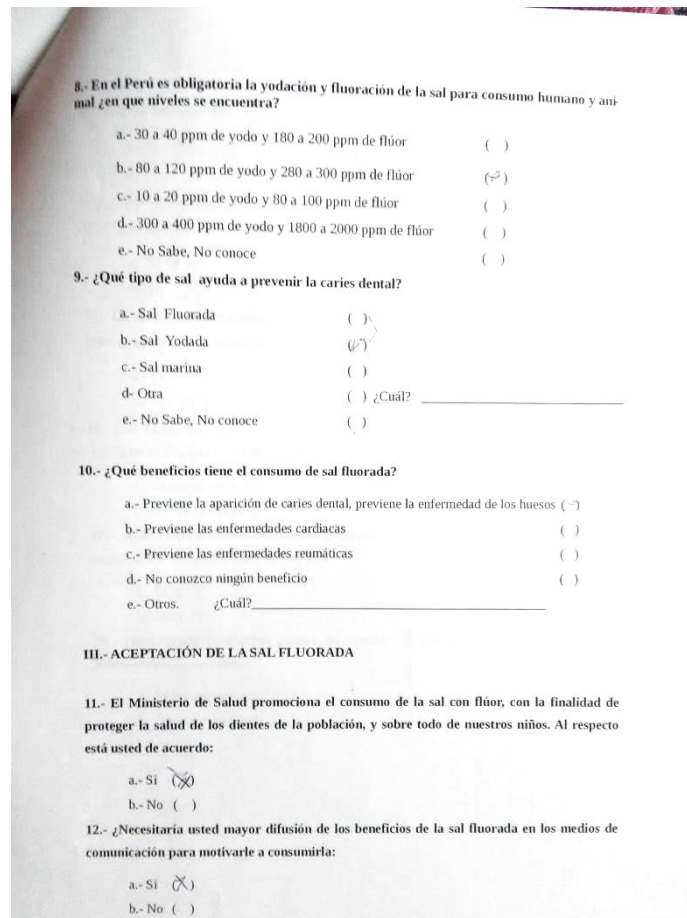 8.- En el Perú es obligatoria la yodación y fluoración de la sal para consumo humano y ani-
mal ¿en que niveles se encuentra?
a.- 30 a 40 ppm de yodo y 180 a 200 ppm de flúor ( )
b.- 80 a 120 ppm de yodo y 280 a 300 ppm de flúor (✓)
c.- 10 a 20 ppm de yodo y 80 a 100 ppm de flúor ( )
d.- 300 a 400 ppm de yodo y 1800 a 2000 ppm de flúor ( )
e.- No Sabe, No conoce ( )
9.- ¿Qué tipo de sal ayuda a prevenir la caries dental?
a.- Sal Fluorada ( )
b.- Sal Yodada (✓)
c.- Sal marina ( )
d- Otra ( ) ¿Cuál? ____________________
e.- No Sabe, No conoce ( )
10.- ¿Qué beneficios tiene el consumo de sal fluorada?
a.- Previene la aparición de caries dental, previene la enfermedad de los huesos (✓)
b.- Previene las enfermedades cardiacas ( )
c.- Previene las enfermedades reumáticas ( )
d.- No conozco ningún beneficio ( )
e.- Otros. ¿Cuál?____________________
III.- ACEPTACIÓN DE LA SAL FLUORADA
11.- El Ministerio de Salud promociona el consumo de la sal con flúor, con la finalidad de
proteger la salud de los dientes de la población, y sobre todo de nuestros niños. Al respecto
está usted de acuerdo:
a.- Si (X)
b.- No ( )
12.- ¿Necesitaría usted mayor difusión de los beneficios de la sal fluorada en los medios de
comunicación para motivarle a consumirla:
a.- Si (X)
b.- No ( )